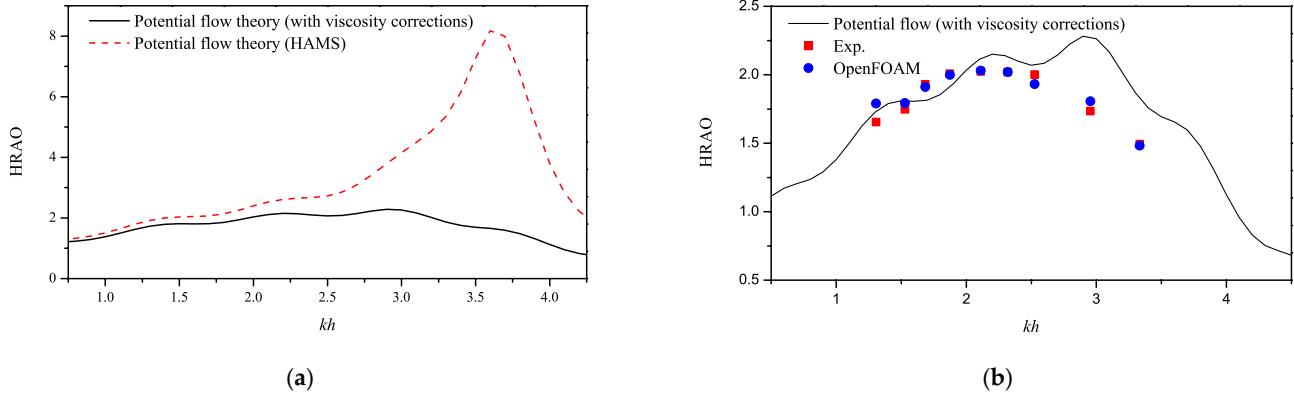 Potential flow theory (with viscosity corrections)
Potential flow theory (HAMS)
8
6
4
2
0
HRAO
1.0 1.5 2.0 2.5 3.0 3.5 4.0
kh
(a)
Potential flow (with viscosity corrections)
Exp.
OpenFOAM
2.5
2.0
1.5
1.0
0.5
HRAO
1 2 3 4
kh
(b)